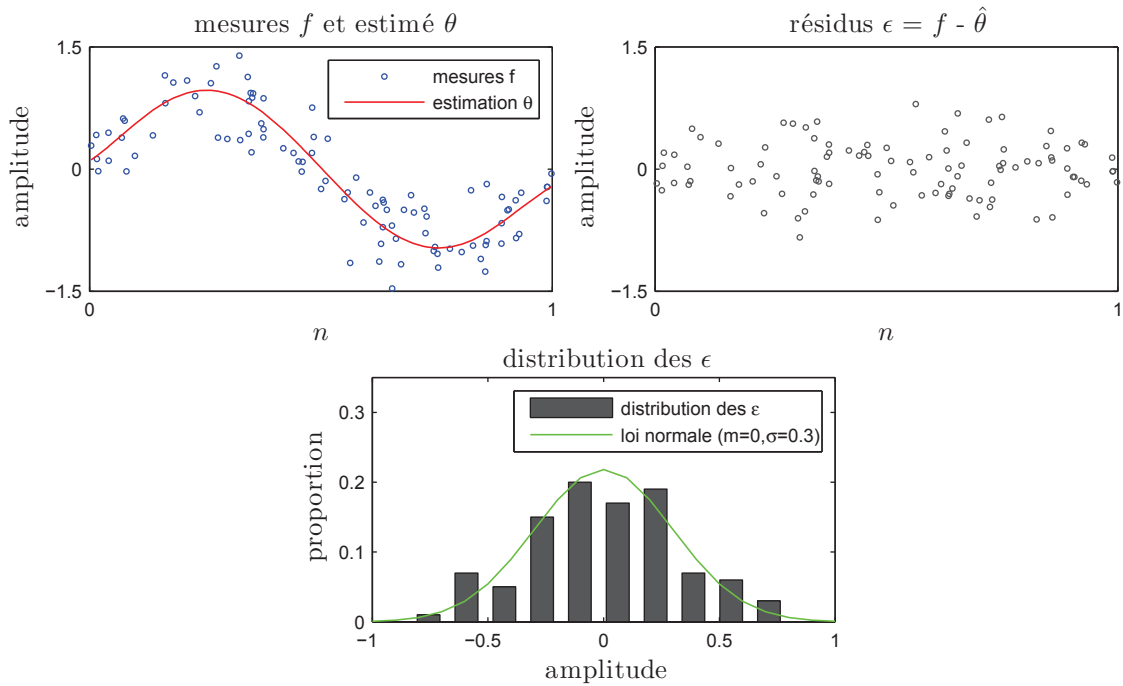 mesures f et estimé θ
1.5
0
−1.5
amplitude
mesures f
estimation θ
0
1
n
résidus ϵ = f - θ̂
1.5
0
−1.5
amplitude
0
1
n
distribution des ϵ
0.3
0.2
0.1
0
proportion
distribution des ε
loi normale (m=0,σ=0.3)
−1
−0.5
0
0.5
1
amplitude